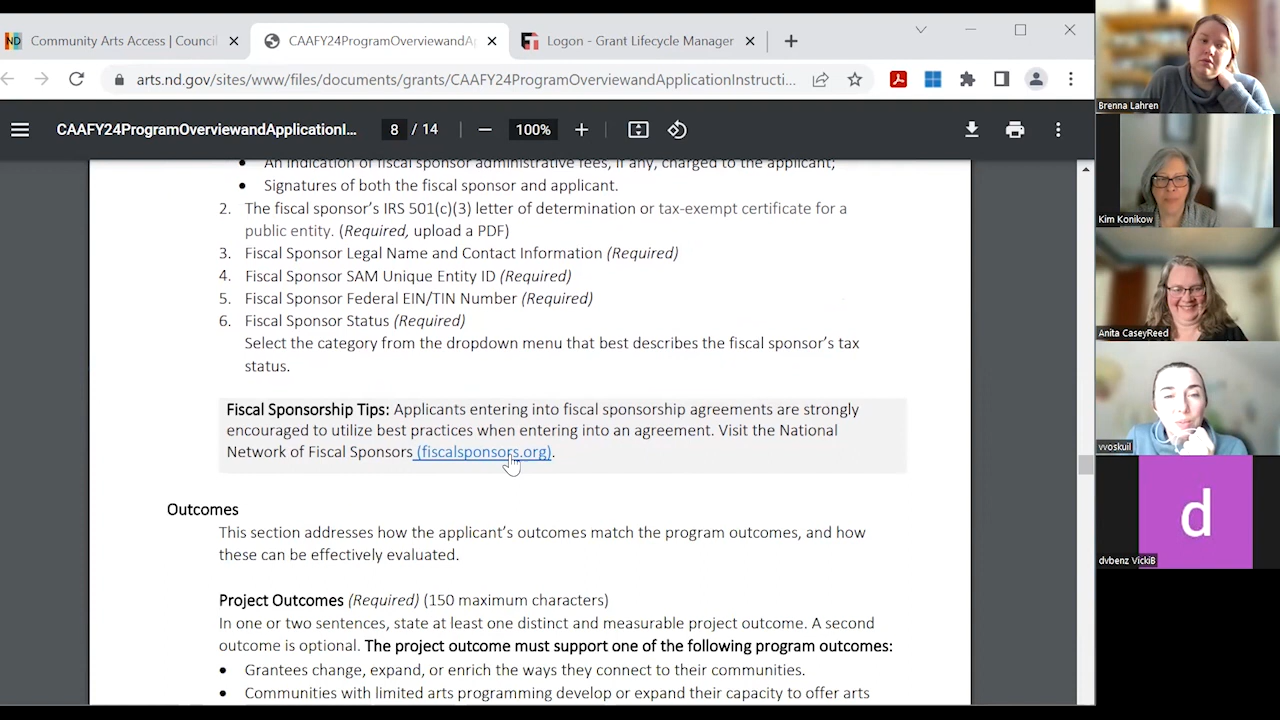 Community Arts Access | Council
CAAFY24ProgramOverviewandAp
Logon - Grant Lifecycle Manager
arts.nd.gov/sites/www/files/documents/grants/CAAFY24ProgramOverviewandApplicationInstructi...
CAAFY24ProgramOverviewandApplicationI...
8 / 14
100%
• An indication of fiscal sponsor administrative fees, if any, charged to the applicant;
• Signatures of both the fiscal sponsor and applicant.
2. The fiscal sponsor's IRS 501(c)(3) letter of determination or tax-exempt certificate for a
public entity. (Required, upload a PDF)
3. Fiscal Sponsor Legal Name and Contact Information (Required)
4. Fiscal Sponsor SAM Unique Entity ID (Required)
5. Fiscal Sponsor Federal EIN/TIN Number (Required)
6. Fiscal Sponsor Status (Required)
Select the category from the dropdown menu that best describes the fiscal sponsor's tax
status.
Fiscal Sponsorship Tips: Applicants entering into fiscal sponsorship agreements are strongly
encouraged to utilize best practices when entering into an agreement. Visit the National
Network of Fiscal Sponsors (fiscalsponsors.org).
Outcomes
This section addresses how the applicant's outcomes match the program outcomes, and how
these can be effectively evaluated.
Project Outcomes (Required) (150 maximum characters)
In one or two sentences, state at least one distinct and measurable project outcome. A second
outcome is optional. The project outcome must support one of the following program outcomes:
• Grantees change, expand, or enrich the ways they connect to their communities.
• Communities with limited arts programming develop or expand their capacity to offer arts
Brenna Lahren
Kim Konikow
Anita CaseyReed
vvoskuil
d
dvbenz VickiB